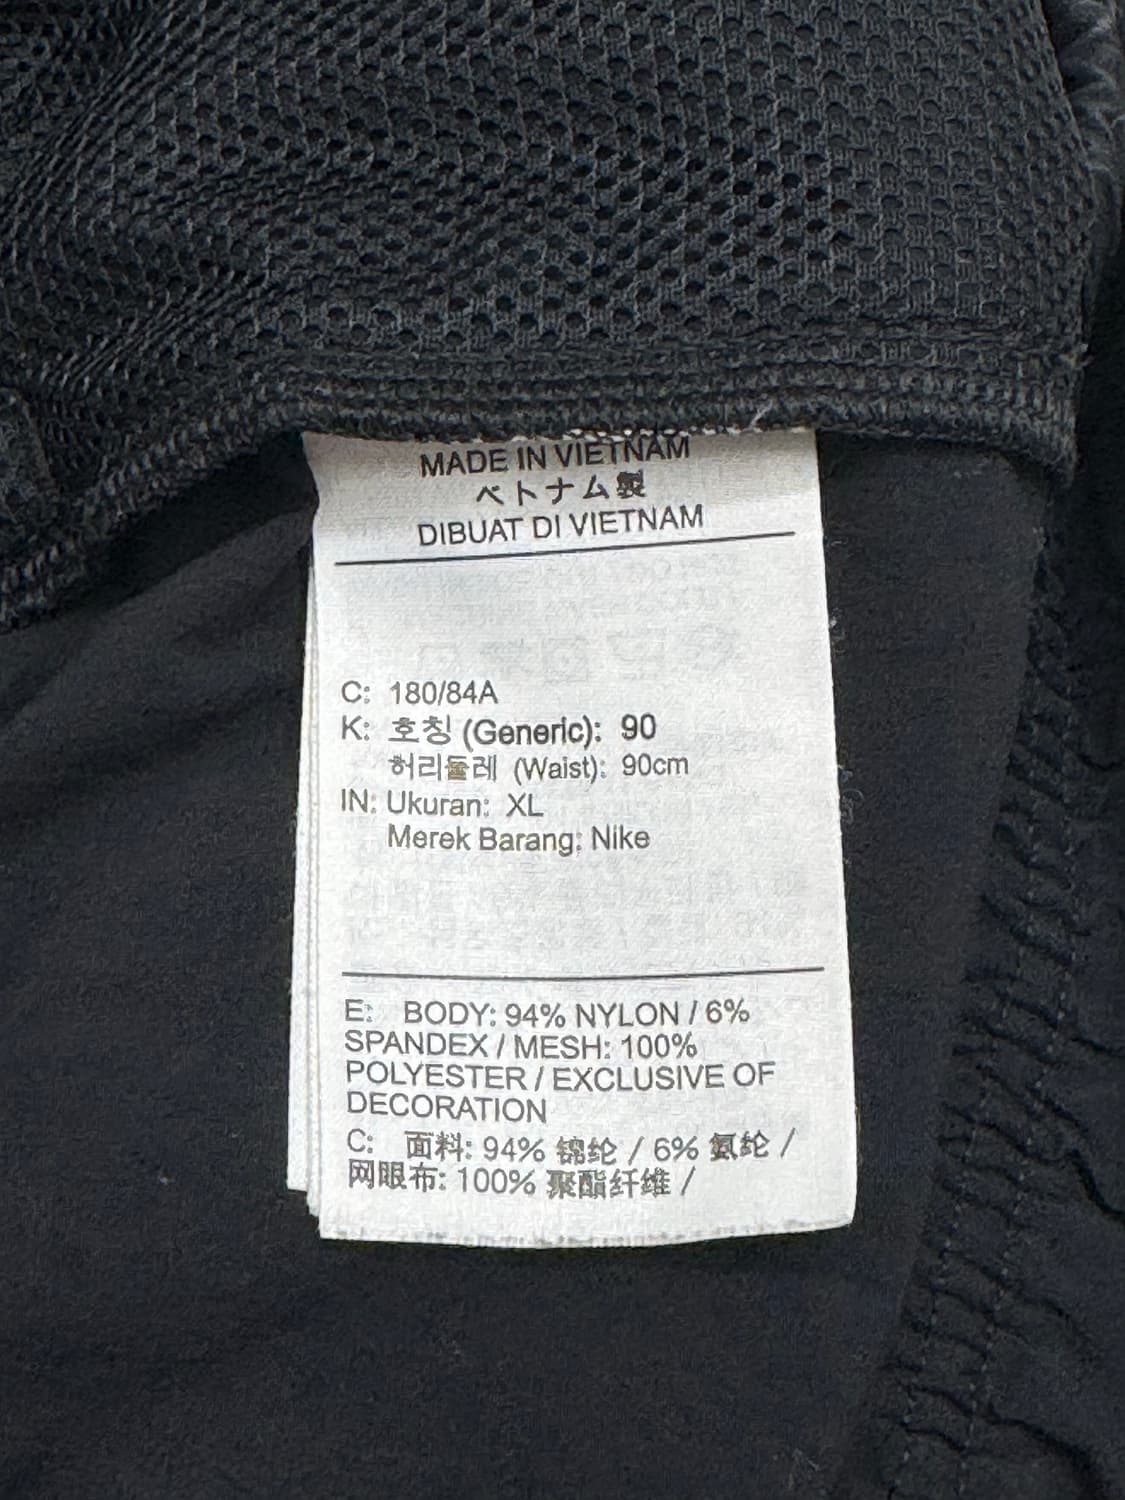 MADE IN VIETNAM
ベトナム製
DIBUAT DI VIETNAM
C: 180/84A
K: 호칭 (Generic): 90
허리둘레 (Waist): 90cm
IN: Ukuran: XL
Merek Barang: Nike
E: BODY: 94% NYLON / 6%
SPANDEX / MESH: 100%
POLYESTER / EXCLUSIVE OF
DECORATION
C: 面料: 94% 锦纶 / 6% 氨纶 /
网眼布: 100% 聚酯纤维 /